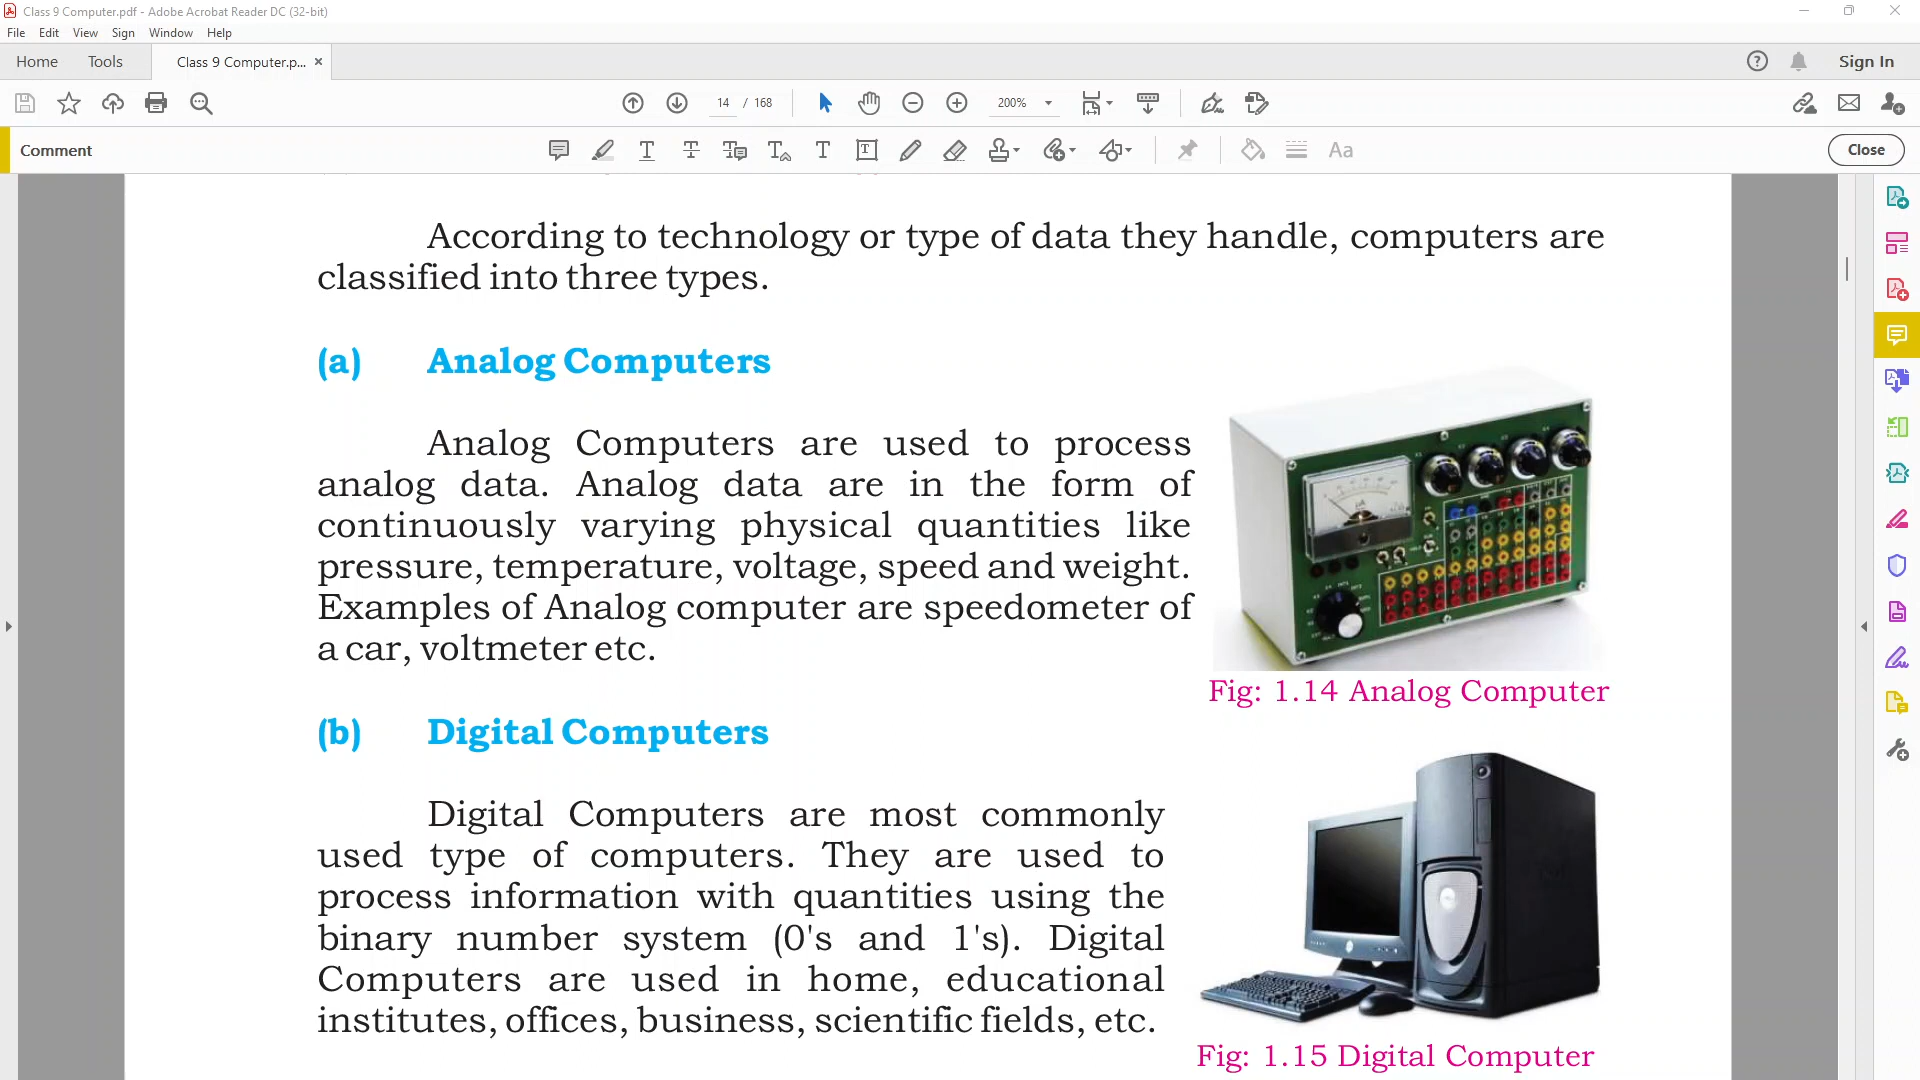 Class 9 Computer.pdf - Adobe Acrobat Reader DC (32-bit)
File Edit View Sign Window Help
Home Tools Class 9 Computer.p... Sign In
14 / 168 200%
Comment Close
According to technology or type of data they handle, computers are
classified into three types.
(a) Analog Computers
Analog Computers are used to process
analog data. Analog data are in the form of
continuously varying physical quantities like
pressure, temperature, voltage, speed and weight.
Examples of Analog computer are speedometer of
a car, voltmeter etc.
Fig: 1.14 Analog Computer
(b) Digital Computers
Digital Computers are most commonly
used type of computers. They are used to
process information with quantities using the
binary number system (0's and 1's). Digital
Computers are used in home, educational
institutes, offices, business, scientific fields, etc.
Fig: 1.15 Digital Computer